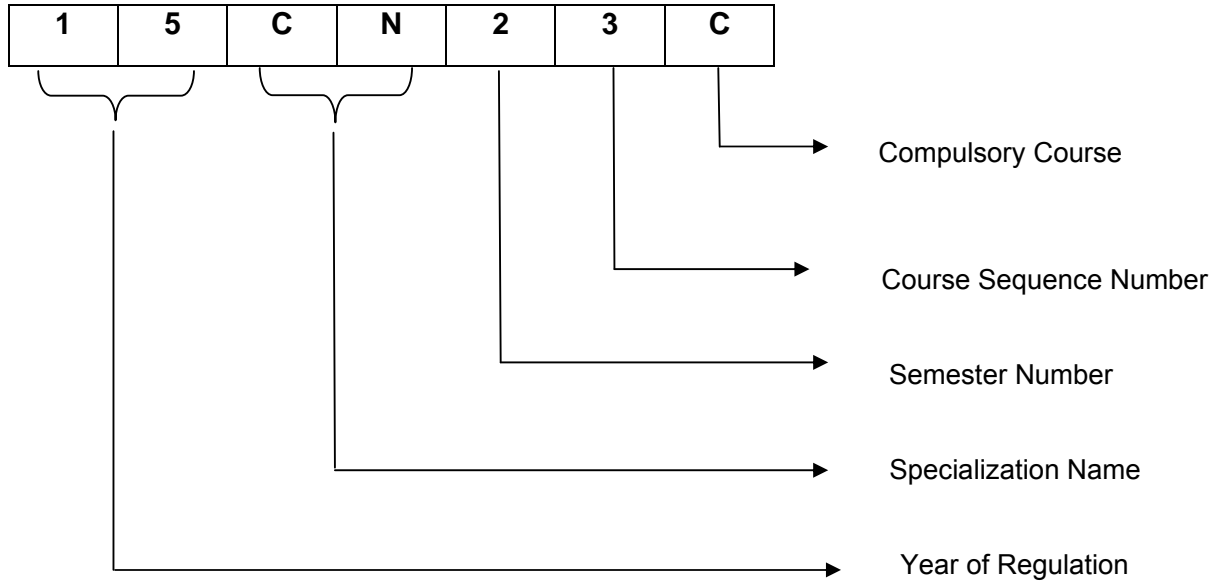 1 5 C N 2 3 C
Compulsory Course
Course Sequence Number
Semester Number
Specialization Name
Year of Regulation